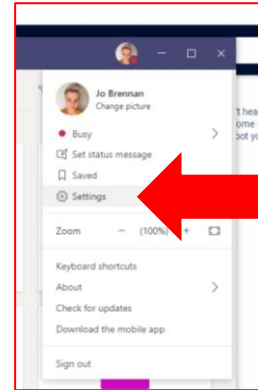 Jo Brennan
Change picture
Busy
Set status message
Saved
Settings
Zoom - (100%) +
Keyboard shortcuts
About
Check for updates
Download the mobile app
Sign out